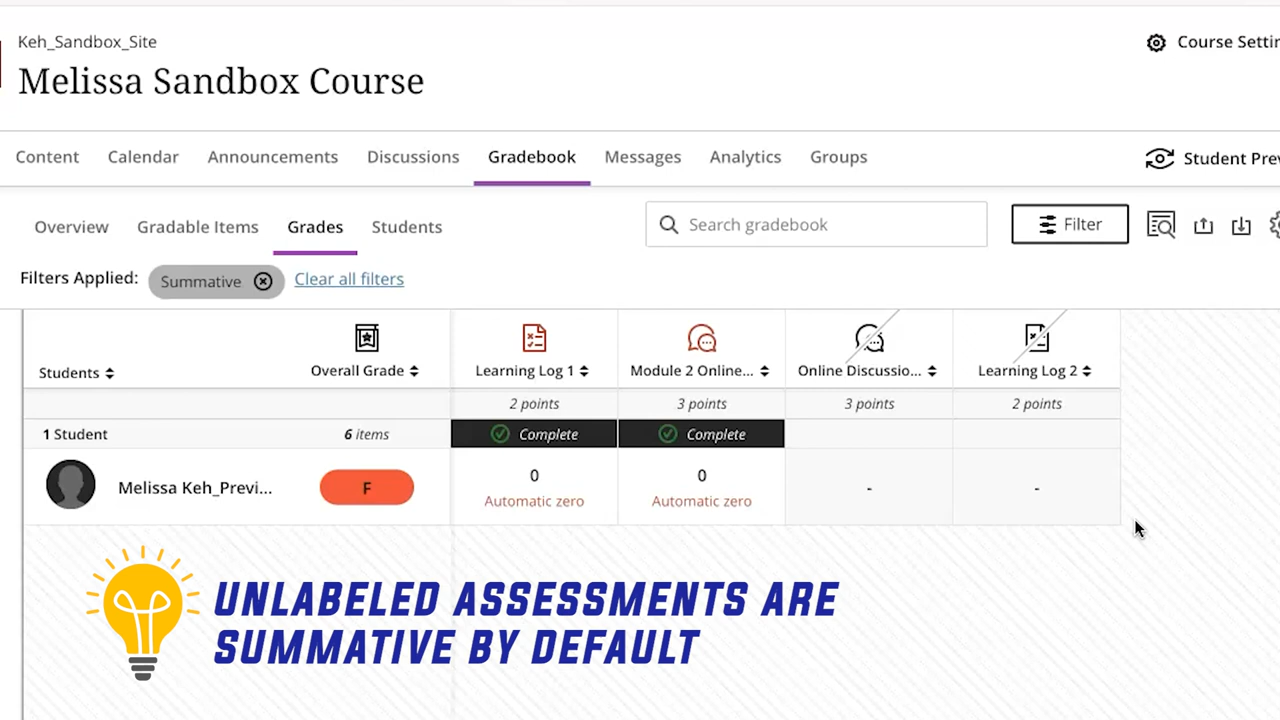 Keh_Sandbox_Site
Course Settin
Melissa Sandbox Course
Content Calendar Announcements Discussions Gradebook Messages Analytics Groups
Student Prev
Overview Gradable Items Grades Students
Search gradebook
Filter
Filters Applied: Summative Clear all filters
Students Overall Grade Learning Log 1 Module 2 Online... Online Discussio... Learning Log 2
2 points 3 points 3 points 2 points
1 Student 6 items Complete Complete
Melissa Keh_Previ... F 0 0 - -
Automatic zero Automatic zero
UNLABELED ASSESSMENTS ARE
SUMMATIVE BY DEFAULT